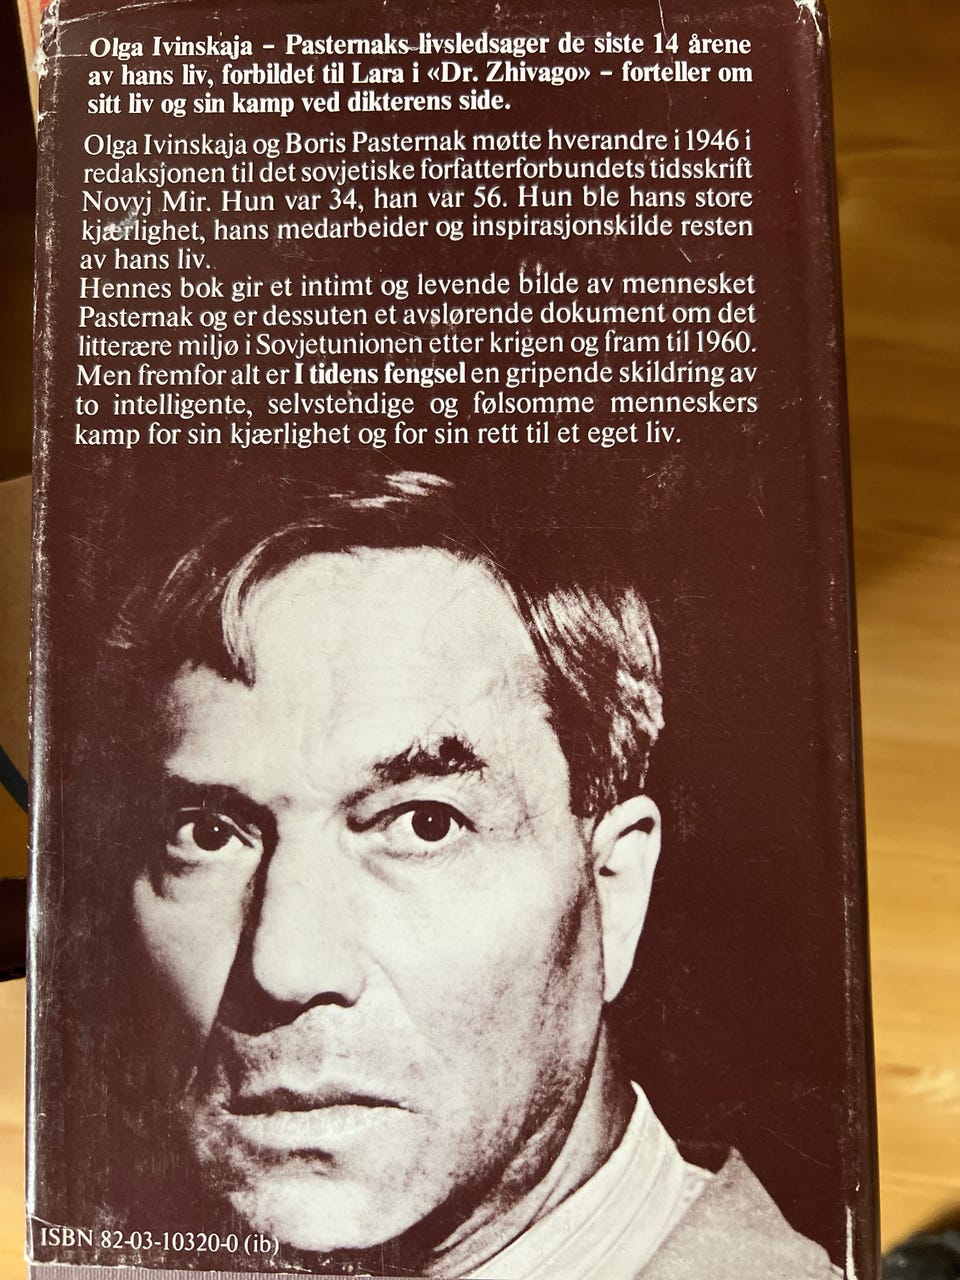 Olga Ivinskaja – Pasternaks livsledsager de siste 14 årene
av hans liv, forbildet til Lara i «Dr. Zhivago» – forteller om
sitt liv og sin kamp ved dikterens side.
Olga Ivinskaja og Boris Pasternak møtte hverandre i 1946 i
redaksjonen til det sovjetiske forfatterforbundets tidsskrift
Novyj Mir. Hun var 34, han var 56. Hun ble hans store
kjærlighet, hans medarbeider og inspirasjonskilde resten
av hans liv.
Hennes bok gir et intimt og levende bilde av mennesket
Pasternak og er dessuten et avslørende dokument om det
litterære miljø i Sovjetunionen etter krigen og fram til 1960.
Men fremfor alt er I tidens fengsel en gripende skildring av
to intelligente, selvstendige og følsomme menneskers
kamp for sin kjærlighet og for sin rett til et eget liv.
ISBN 82-03-10320-0 (ib)